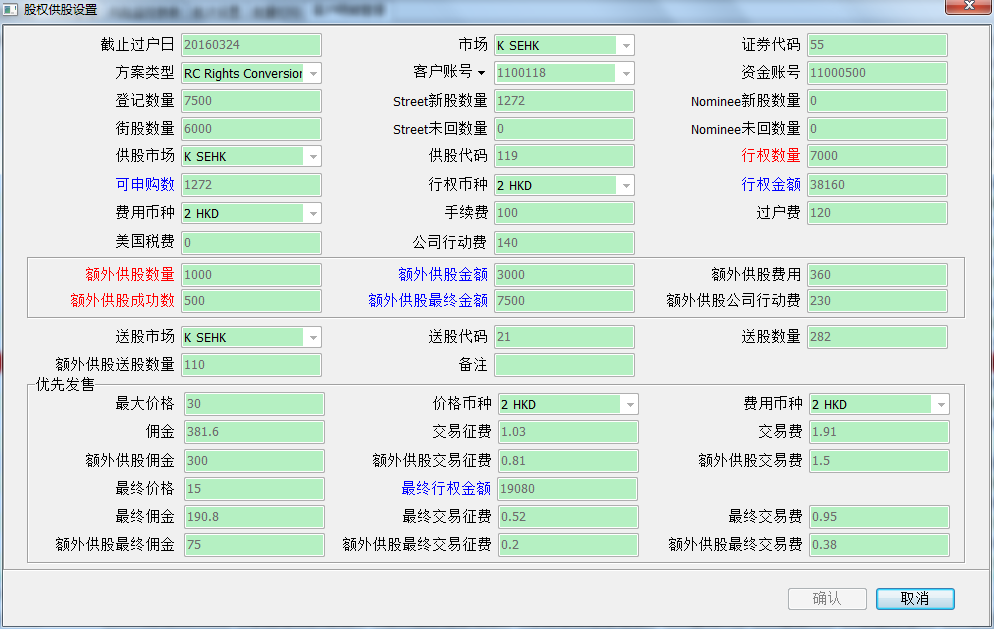 股权供股设置
截止过户日 20160324 市场 K SEHK 证券代码 55
方案类型 RC Rights Conversion 客户账号 1100118 资金账号 11000500
登记数量 7500 Street新股数量 1272 Nominee新股数量 0
街股数量 6000 Street未回数量 0 Nominee未回数量 0
供股市场 K SEHK 供股代码 119 行权数量 7000
可申购数 1272 行权币种 2 HKD 行权金额 38160
费用币种 2 HKD 手续费 100 过户费 120
美国税费 0 公司行动费 140
额外供股数量 1000 额外供股金额 3000 额外供股费用 360
额外供股成功数 500 额外供股最终金额 7500 额外供股公司行动费 230
送股市场 K SEHK 送股代码 21 送股数量 282
额外供股送股数量 110 备注
优先发售
最大价格 30 价格币种 2 HKD 费用币种 2 HKD
佣金 381.6 交易征费 1.03 交易费 1.91
额外供股佣金 300 额外供股交易征费 0.81 额外供股交易费 1.5
最终价格 15 最终行权金额 19080
最终佣金 190.8 最终交易征费 0.52 最终交易费 0.95
额外供股最终佣金 75 额外供股最终交易征费 0.2 额外供股最终交易费 0.38
确认 取消